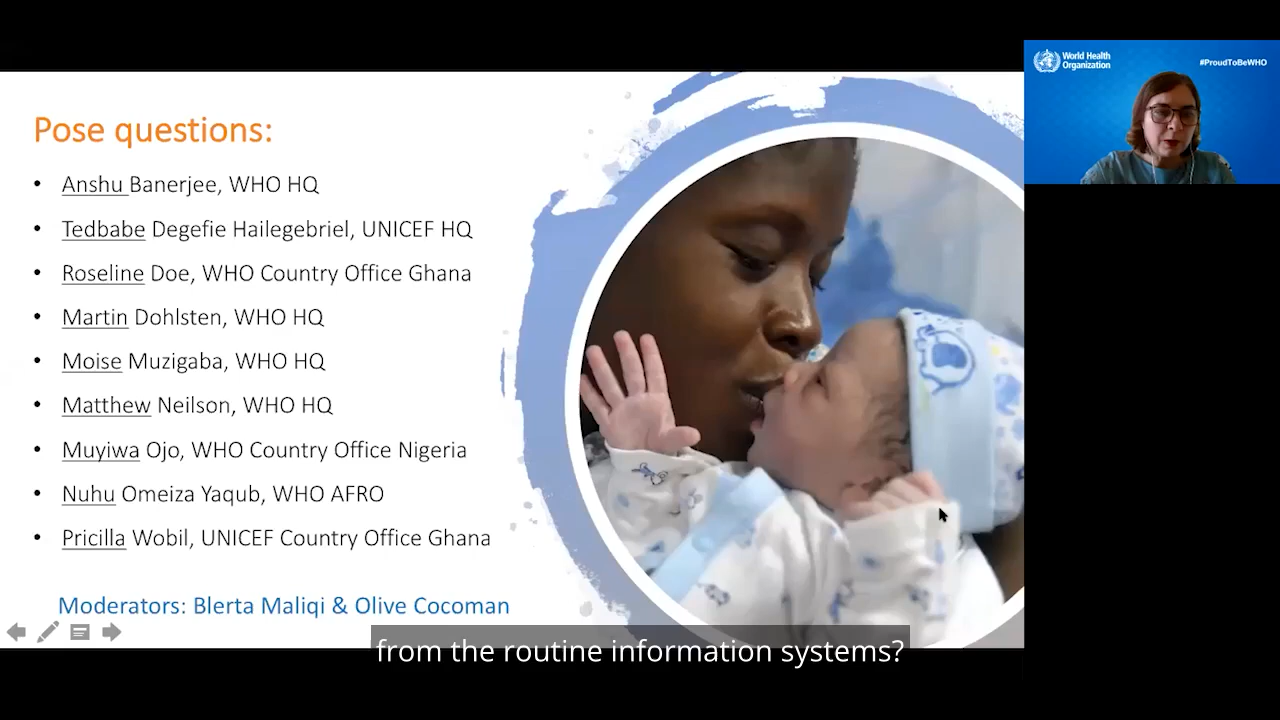 Pose questions:
• Anshu Banerjee, WHO HQ
• Tedbabe Degefie Hailegebriel, UNICEF HQ
• Roseline Doe, WHO Country Office Ghana
• Martin Dohlsten, WHO HQ
• Moise Muzigaba, WHO HQ
• Matthew Neilson, WHO HQ
• Muyiwa Ojo, WHO Country Office Nigeria
• Nuhu Omeiza Yaqub, WHO AFRO
• Pricilla Wobil, UNICEF Country Office Ghana
Moderators: Blerta Maliqi & Olive Cocoman
from the routine information systems?
World Health
Organization
#ProudToBeWHO